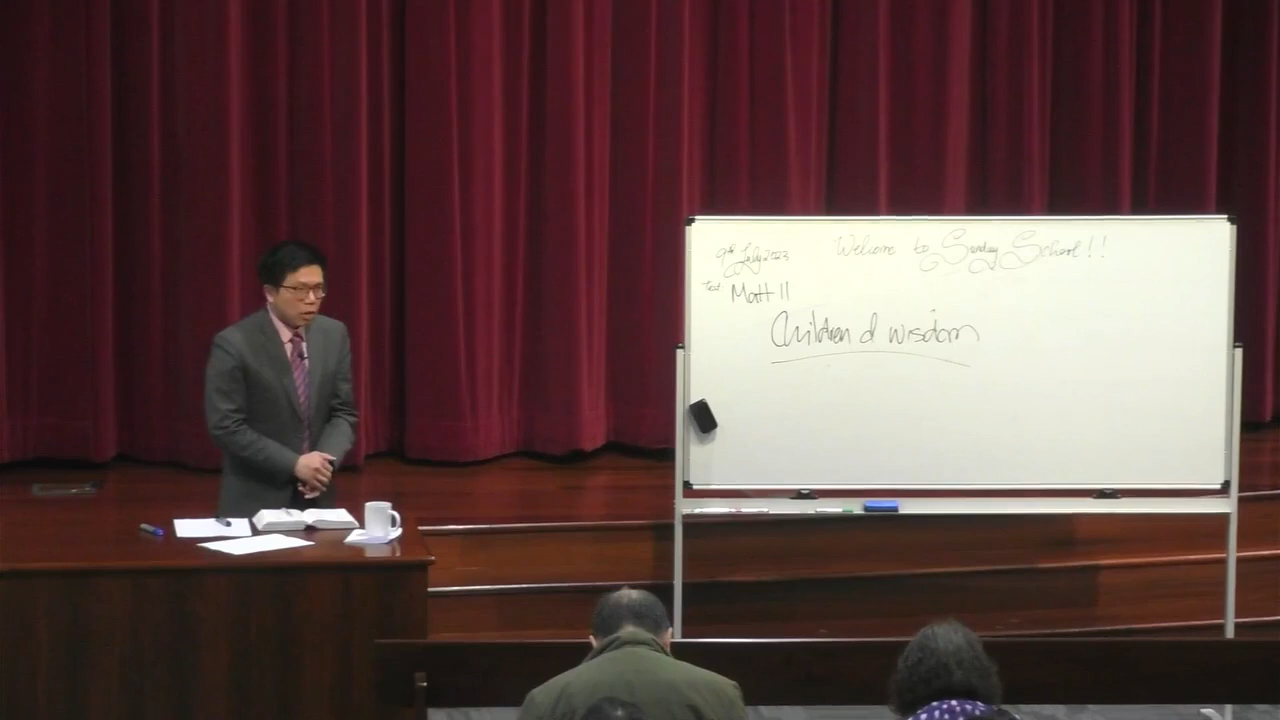 9th July 2023
Welcome to Sunday School!!
Text: Matt 11
Children of wisdom